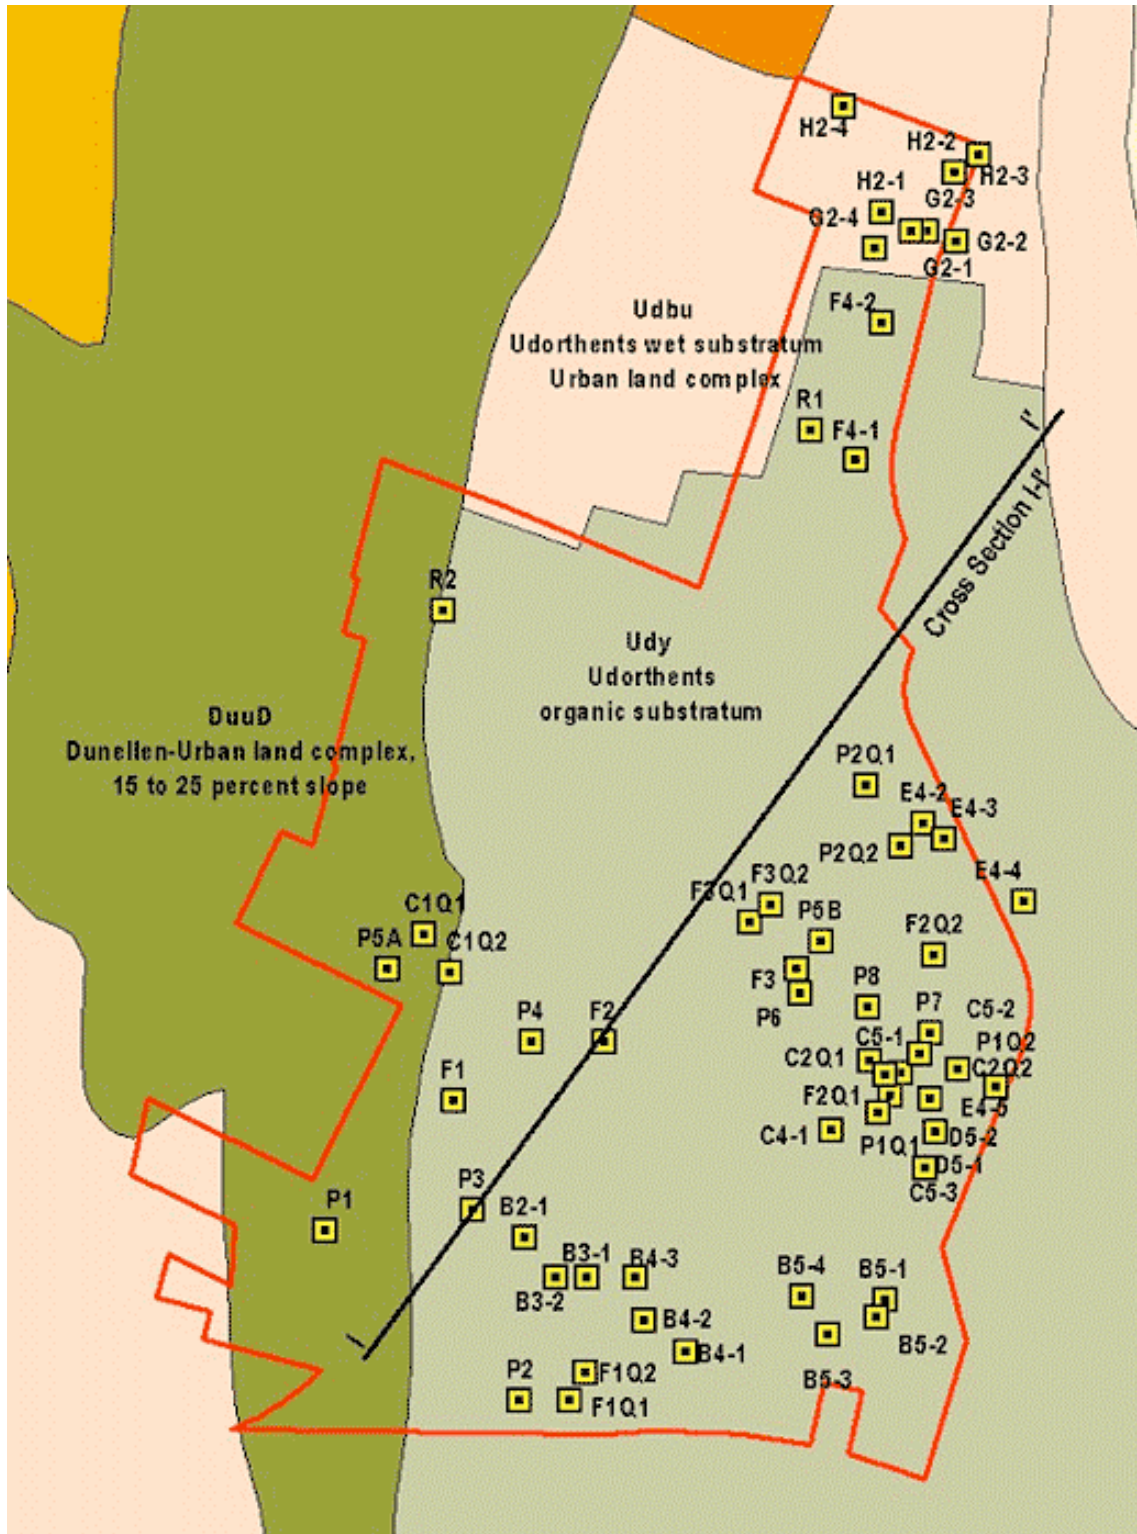 H2-4
H2-2
H2-3
H2-1
G2-3
G2-4
G2-2
G2-1
F4-2
Udbu
Udorthents wet substratum
Urban land complex
R1
F4-1
I'
Cross Section I-I'
R2
Udy
Udorthents
organic substratum
DuuD
Dunellen-Urban land complex,
15 to 25 percent slope
P2Q1
E4-2
E4-3
P2Q2
E4-4
F3Q2
F3Q1
P5B
F2Q2
C1Q1
P5A
C1Q2
F3
P6
P8
P7
C5-2
P4
F2
C5-1
P1Q2
C2Q1
C2Q2
F1
F2Q1
E4-5
C4-1
P1Q1
D5-2
D5-1
C5-3
P3
B2-1
P1
B3-1
B4-3
B3-2
B5-4
B5-1
B4-2
B5-2
I
B4-1
P2
F1Q2
B5-3
F1Q1